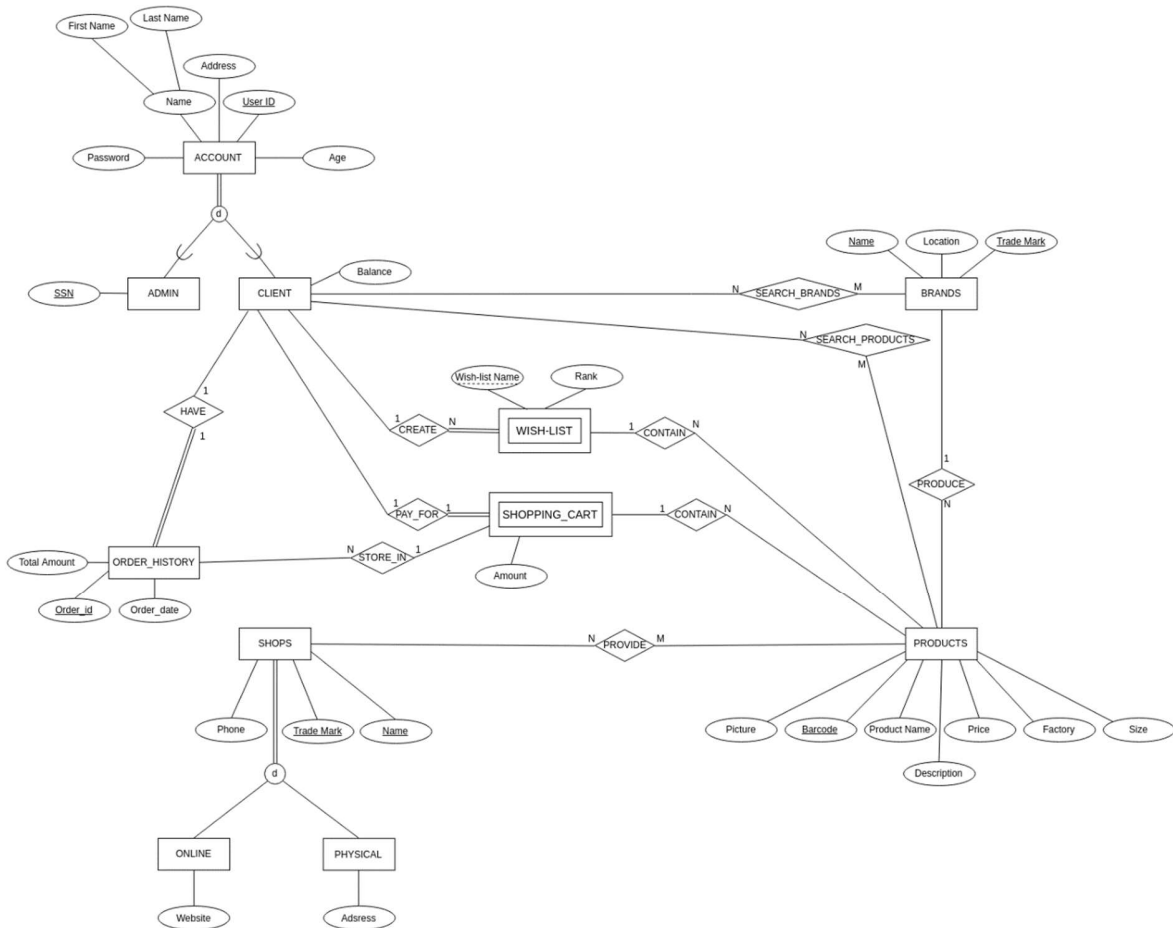 Last Name
First Name
Address
Name
User ID
Password
ACCOUNT
Age
d
Name
Location
Trade Mark
Balance
SSN
ADMIN
CLIENT
N
SEARCH_BRANDS
M
BRANDS
N
SEARCH_PRODUCTS
M
Wish-list Name
Rank
1
HAVE
1
1
CREATE
N
WISH-LIST
1
CONTAIN
N
1
PRODUCE
N
1
PAY_FOR
1
SHOPPING_CART
1
CONTAIN
N
N
STORE_IN
1
Total Amount
ORDER_HISTORY
Amount
Order_id
Order_date
SHOPS
N
PROVIDE
M
PRODUCTS
Phone
Trade Mark
Name
Picture
Barcode
Product Name
Price
Factory
Size
Description
d
ONLINE
PHYSICAL
Website
Adsress